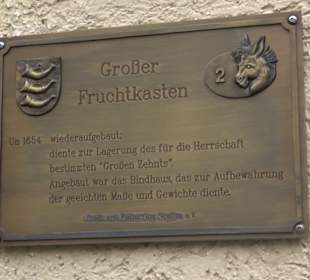 Großer
Fruchtkasten
2
Um 1654 wiederaufgebaut;
diente zur Lagerung des für die Herrschaft
bestimmten "Großen Zehnts".
Angebaut war das Bindhaus, das zur Aufbewahrung
der geeichten Maße und Gewichte diente.
e.V.